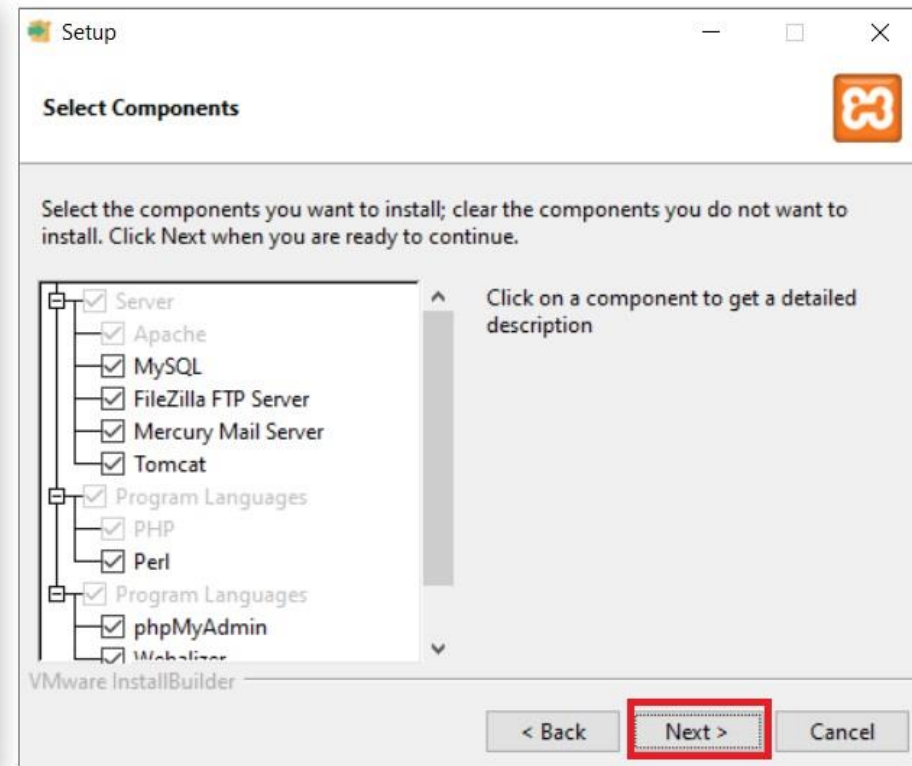 Setup
Select Components
Select the components you want to install; clear the components you do not want to
install. Click Next when you are ready to continue.
Server
Apache
MySQL
FileZilla FTP Server
Mercury Mail Server
Tomcat
Program Languages
PHP
Perl
Program Languages
phpMyAdmin
Webalizer
Click on a component to get a detailed
description
VMware InstallBuilder
< Back
Next >
Cancel